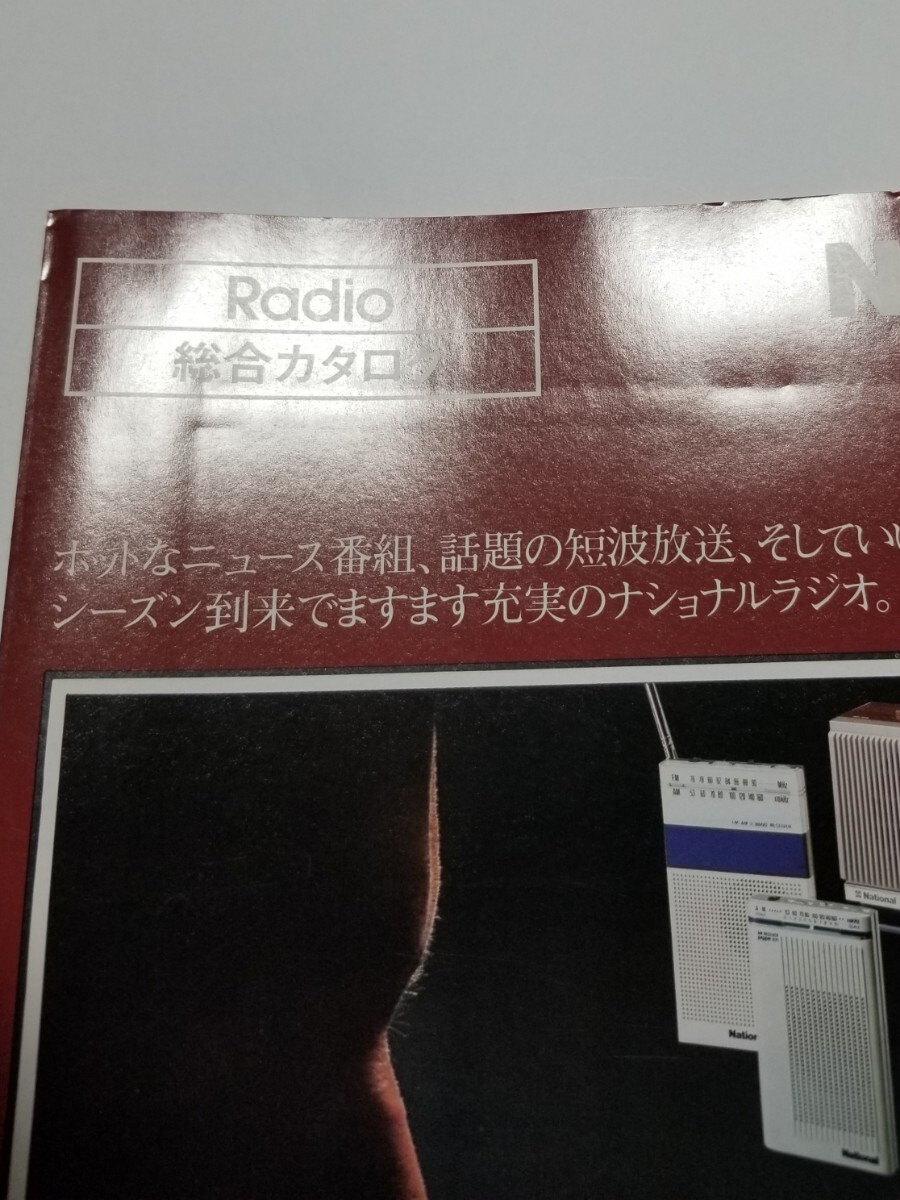 Radio
総合カタログ
N
ホットなニュース番組、話題の短波放送、そしてい
シーズン到来でますます充実のナショナルラジオ。
National
Nation
National